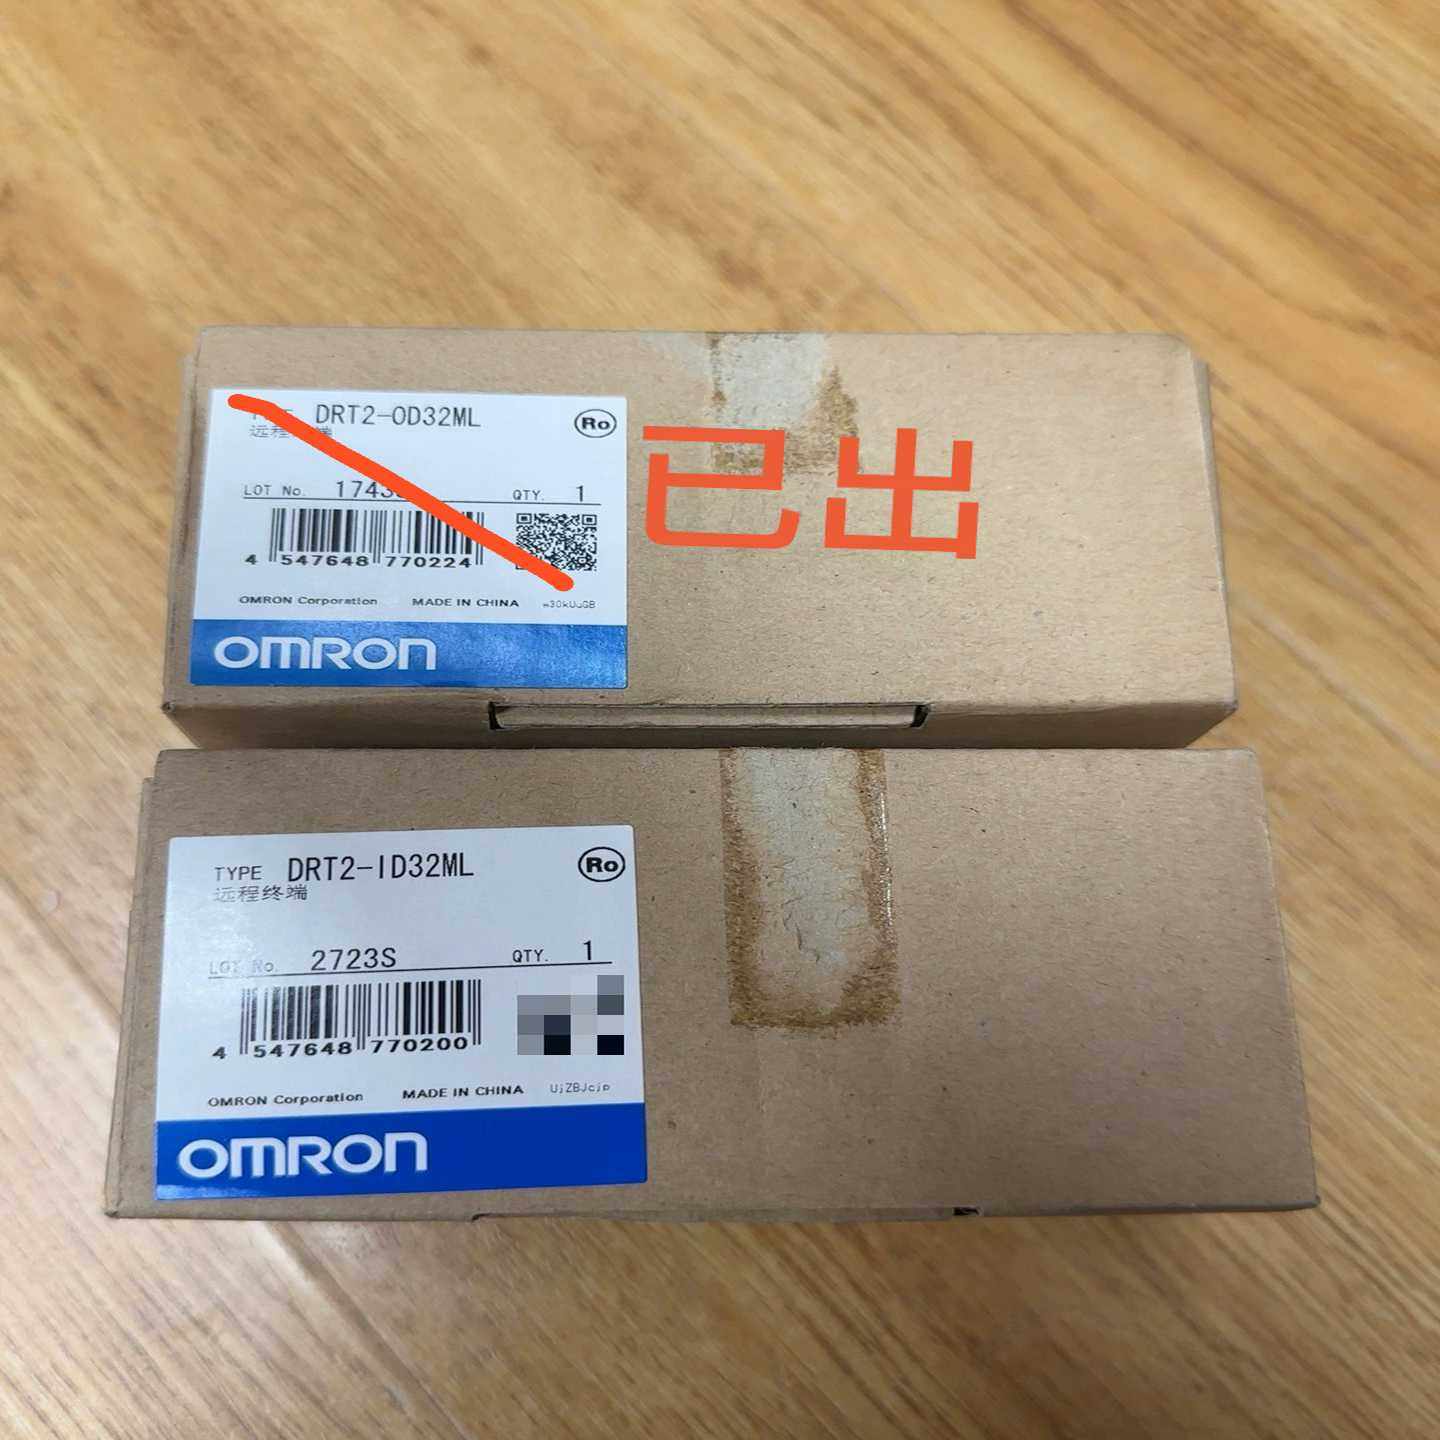 DRT2-OD32ML
Ro
远程 端
已出
LOT No.
QTY. 1
4 547648 770224
OMRON Corporation MADE IN CHINA
OMRON
TYPE DRT2-ID32ML
Ro
远程终端
LOT No. 2723S QTY. 1
4 547648 770200
OMRON Corporation MADE IN CHINA UjZBJcjp
OMRON